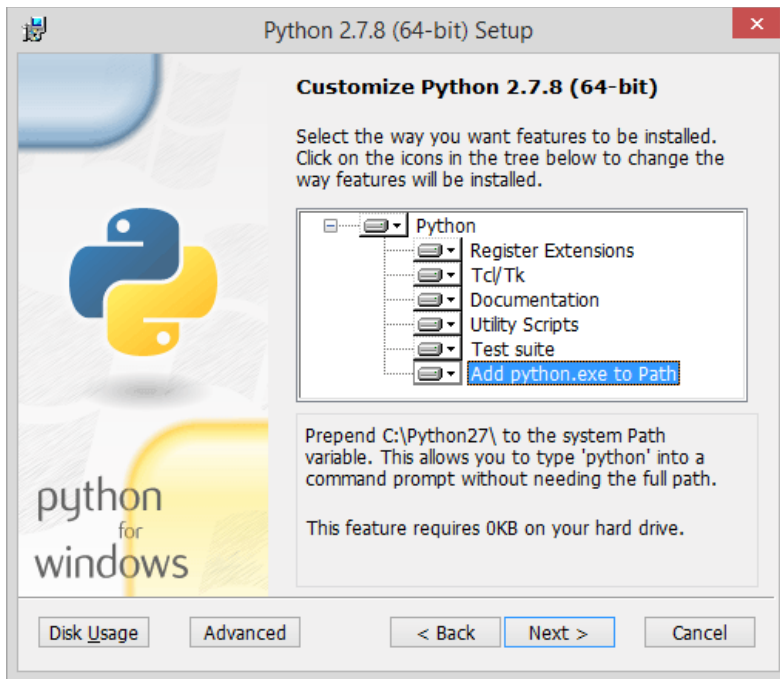 Python 2.7.8 (64-bit) Setup
Customize Python 2.7.8 (64-bit)
Select the way you want features to be installed.
Click on the icons in the tree below to change the
way features will be installed.
Python
Register Extensions
Tcl/Tk
Documentation
Utility Scripts
Test suite
Add python.exe to Path
Prepend C:\Python27\ to the system Path
variable. This allows you to type 'python' into a
command prompt without needing the full path.
This feature requires 0KB on your hard drive.
python
for
windows
Disk Usage
Advanced
< Back
Next >
Cancel